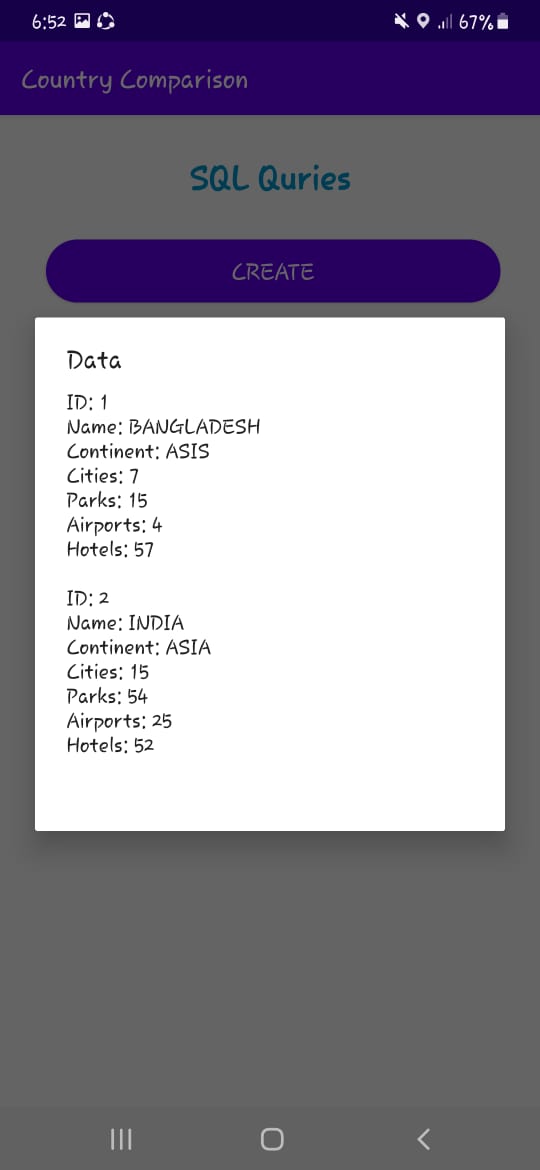 6:52 67%
Country Comparison
SQL Quries
CREATE
Data
ID: 1
Name: BANGLADESH
Continent: ASIS
Cities: 7
Parks: 15
Airports: 4
Hotels: 57
ID: 2
Name: INDIA
Continent: ASIA
Cities: 15
Parks: 54
Airports: 25
Hotels: 52